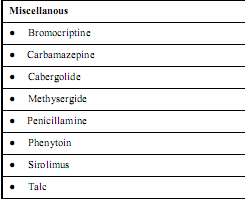 Miscellanous
● Bromocriptine
● Carbamazepine
● Cabergolide
● Methysergide
● Penicillamine
● Phenytoin
● Sirolimus
● Talc